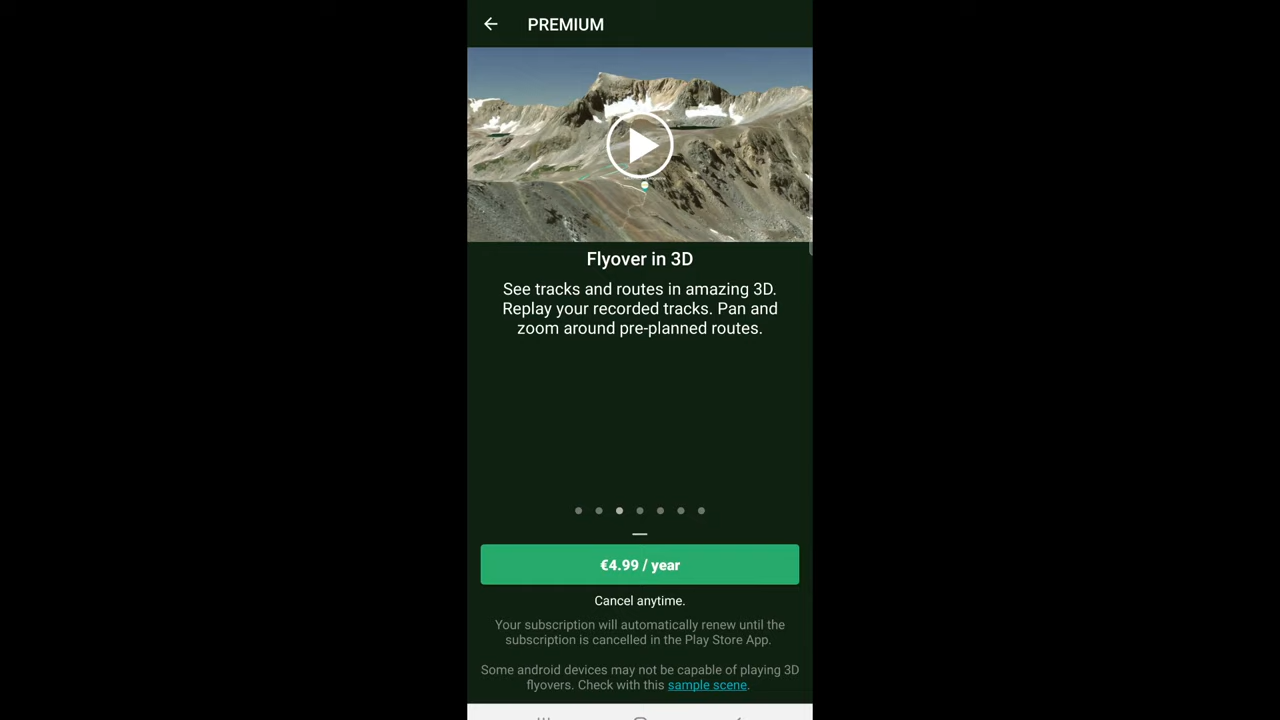 PREMIUM
Flyover in 3D
See tracks and routes in amazing 3D.
Replay your recorded tracks. Pan and
zoom around pre-planned routes.
€4.99 / year
Cancel anytime.
Your subscription will automatically renew until the
subscription is cancelled in the Play Store App.
Some android devices may not be capable of playing 3D
flyovers. Check with this sample scene.